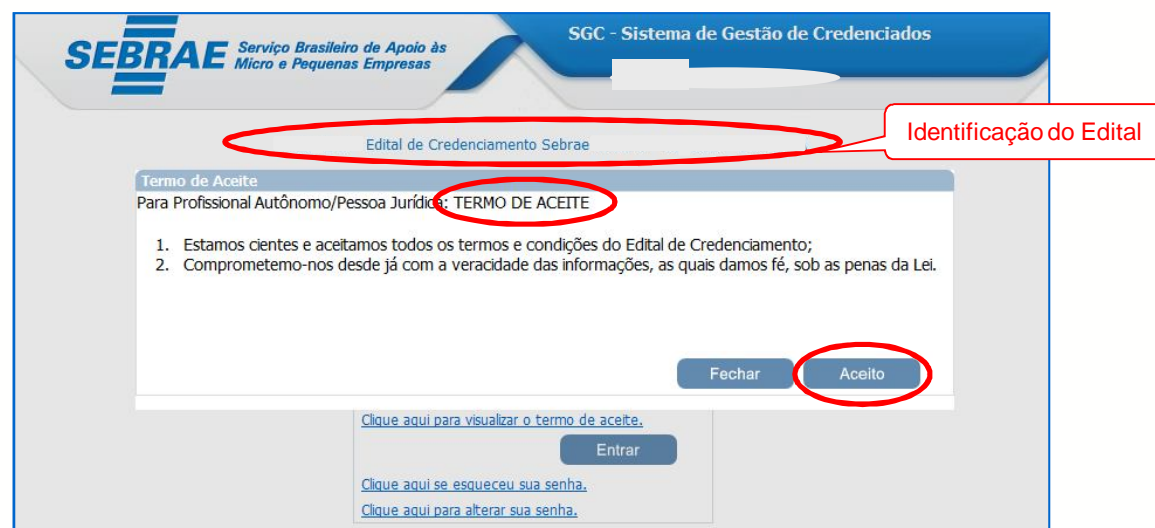 SEBRAE
Serviço Brasileiro de Apoio às
Micro e Pequenas Empresas
SGC - Sistema de Gestão de Credenciados
Edital de Credenciamento Sebrae
Identificação do Edital
Termo de Aceite
Para Profissional Autônomo/Pessoa Jurídica: TERMO DE ACEITE
1. Estamos cientes e aceitamos todos os termos e condições do Edital de Credenciamento;
2. Comprometemo-nos desde já com a veracidade das informações, as quais damos fé, sob as penas da Lei.
Fechar
Aceito
Clique aqui para visualizar o termo de aceite.
Entrar
Clique aqui se esqueceu sua senha.
Clique aqui para alterar sua senha.